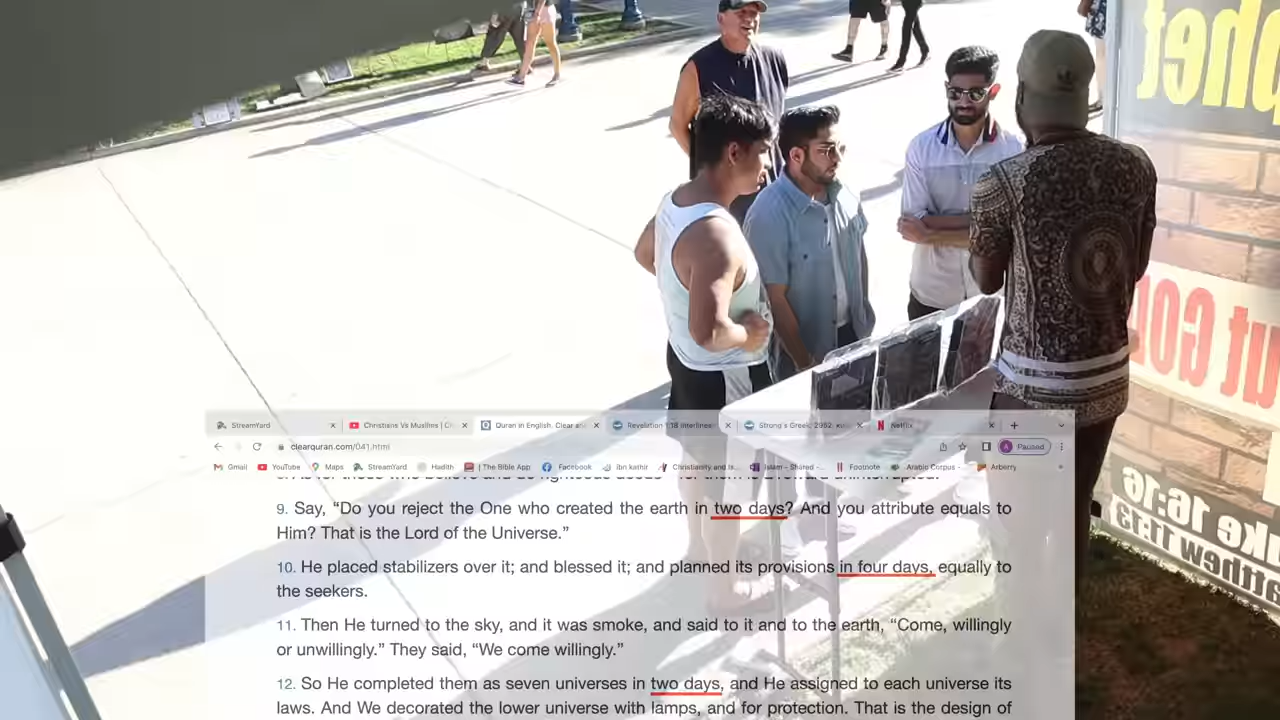 phet
ut GOD
ke 16:16
atthew 11:13
StreamYard
Christians Vs Muslims | Ch
Quran in English. Clear and
Revelation 1:18 Interlinear
Strong's Greek: 2962.
Netflix
clearquran.com/041.html
Paused
Gmail
YouTube
Maps
StreamYard
Hadith
| The Bible App
Facebook
ibn kathir
Christianity and Is...
Islam - Shared -...
Footnote
Arabic Corpus -
Arberry
9. Say, “Do you reject the One who created the earth in two days? And you attribute equals to
Him? That is the Lord of the Universe.”
10. He placed stabilizers over it; and blessed it; and planned its provisions in four days, equally to
the seekers.
11. Then He turned to the sky, and it was smoke, and said to it and to the earth, “Come, willingly
or unwillingly.” They said, “We come willingly.”
12. So He completed them as seven universes in two days, and He assigned to each universe its
laws. And We decorated the lower universe with lamps, and for protection. That is the design of